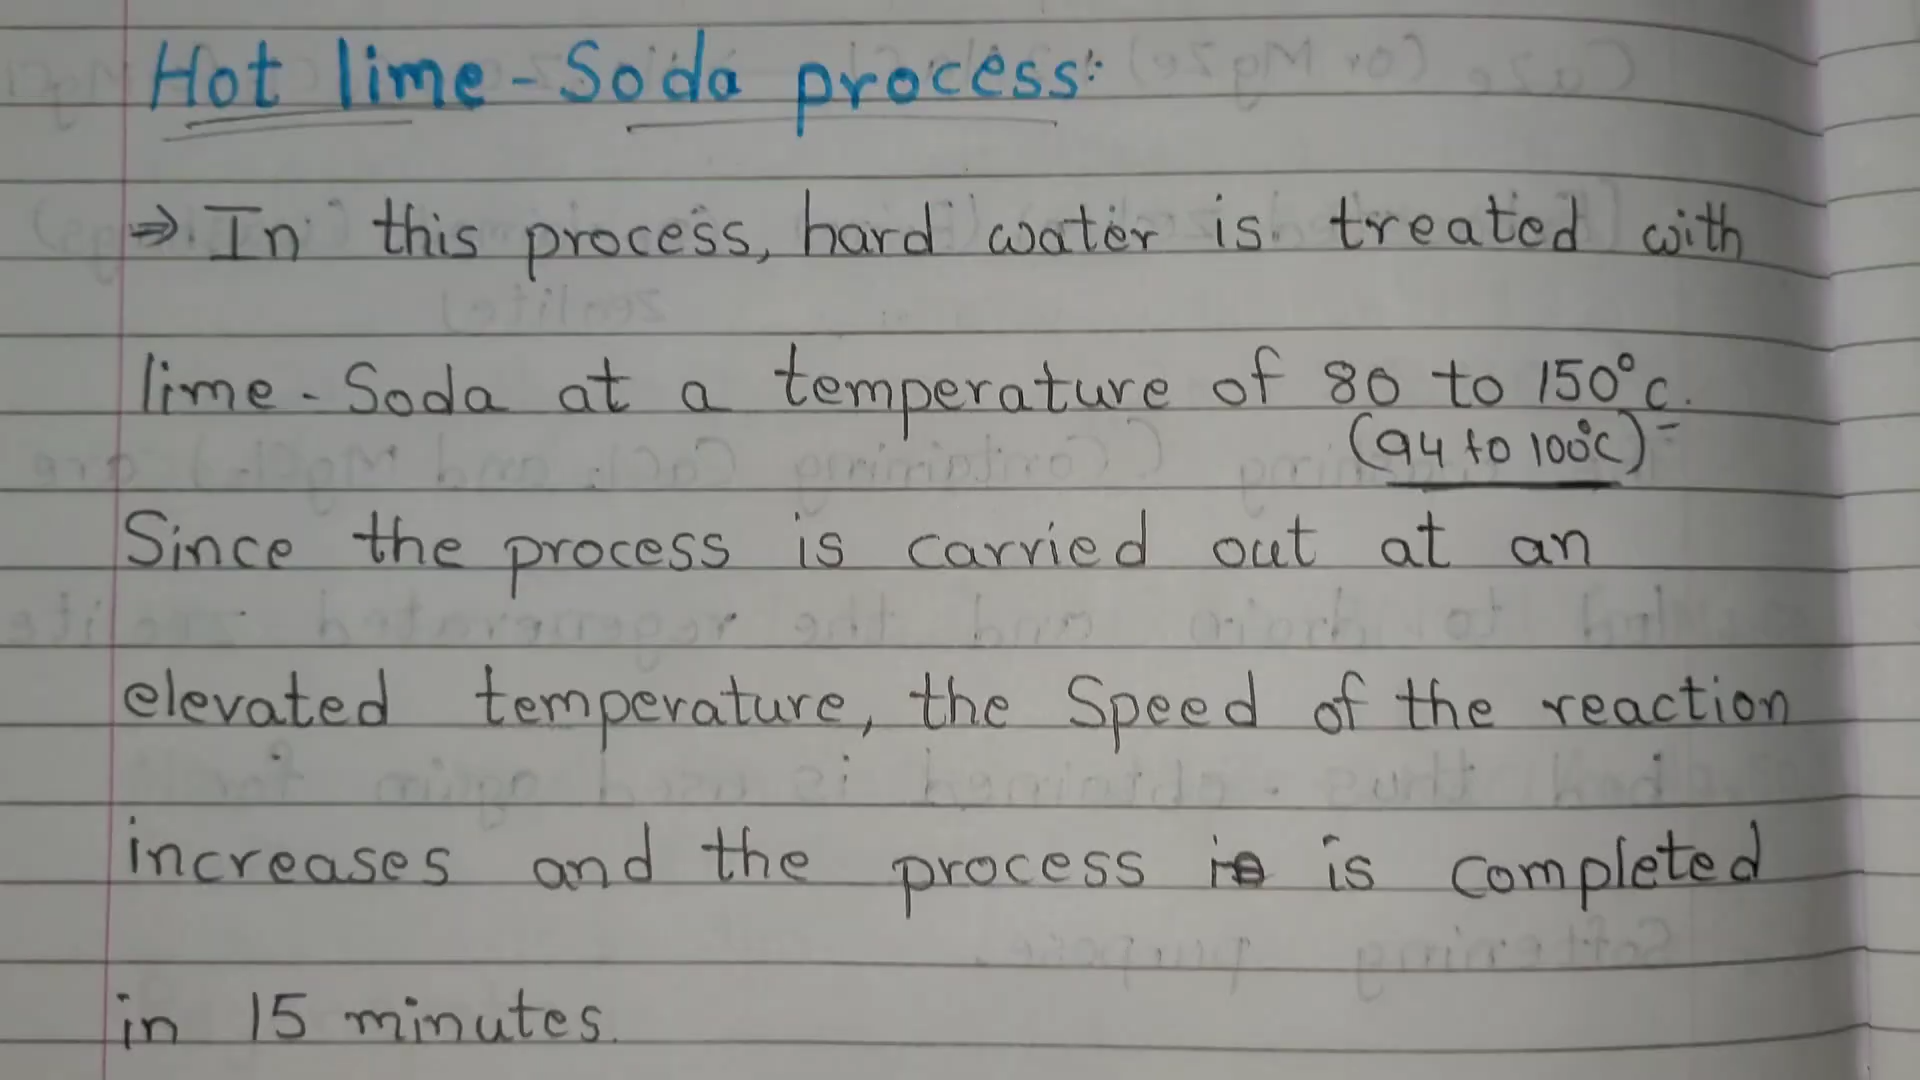 Hot lime-Soda process:
⇒ In this process, hard water is treated with
lime-Soda at a temperature of 80 to 150°c.
(94 to 100°C)
Since the process is carried out at an
elevated temperature, the Speed of the reaction
increases and the process is completed
in 15 minutes.